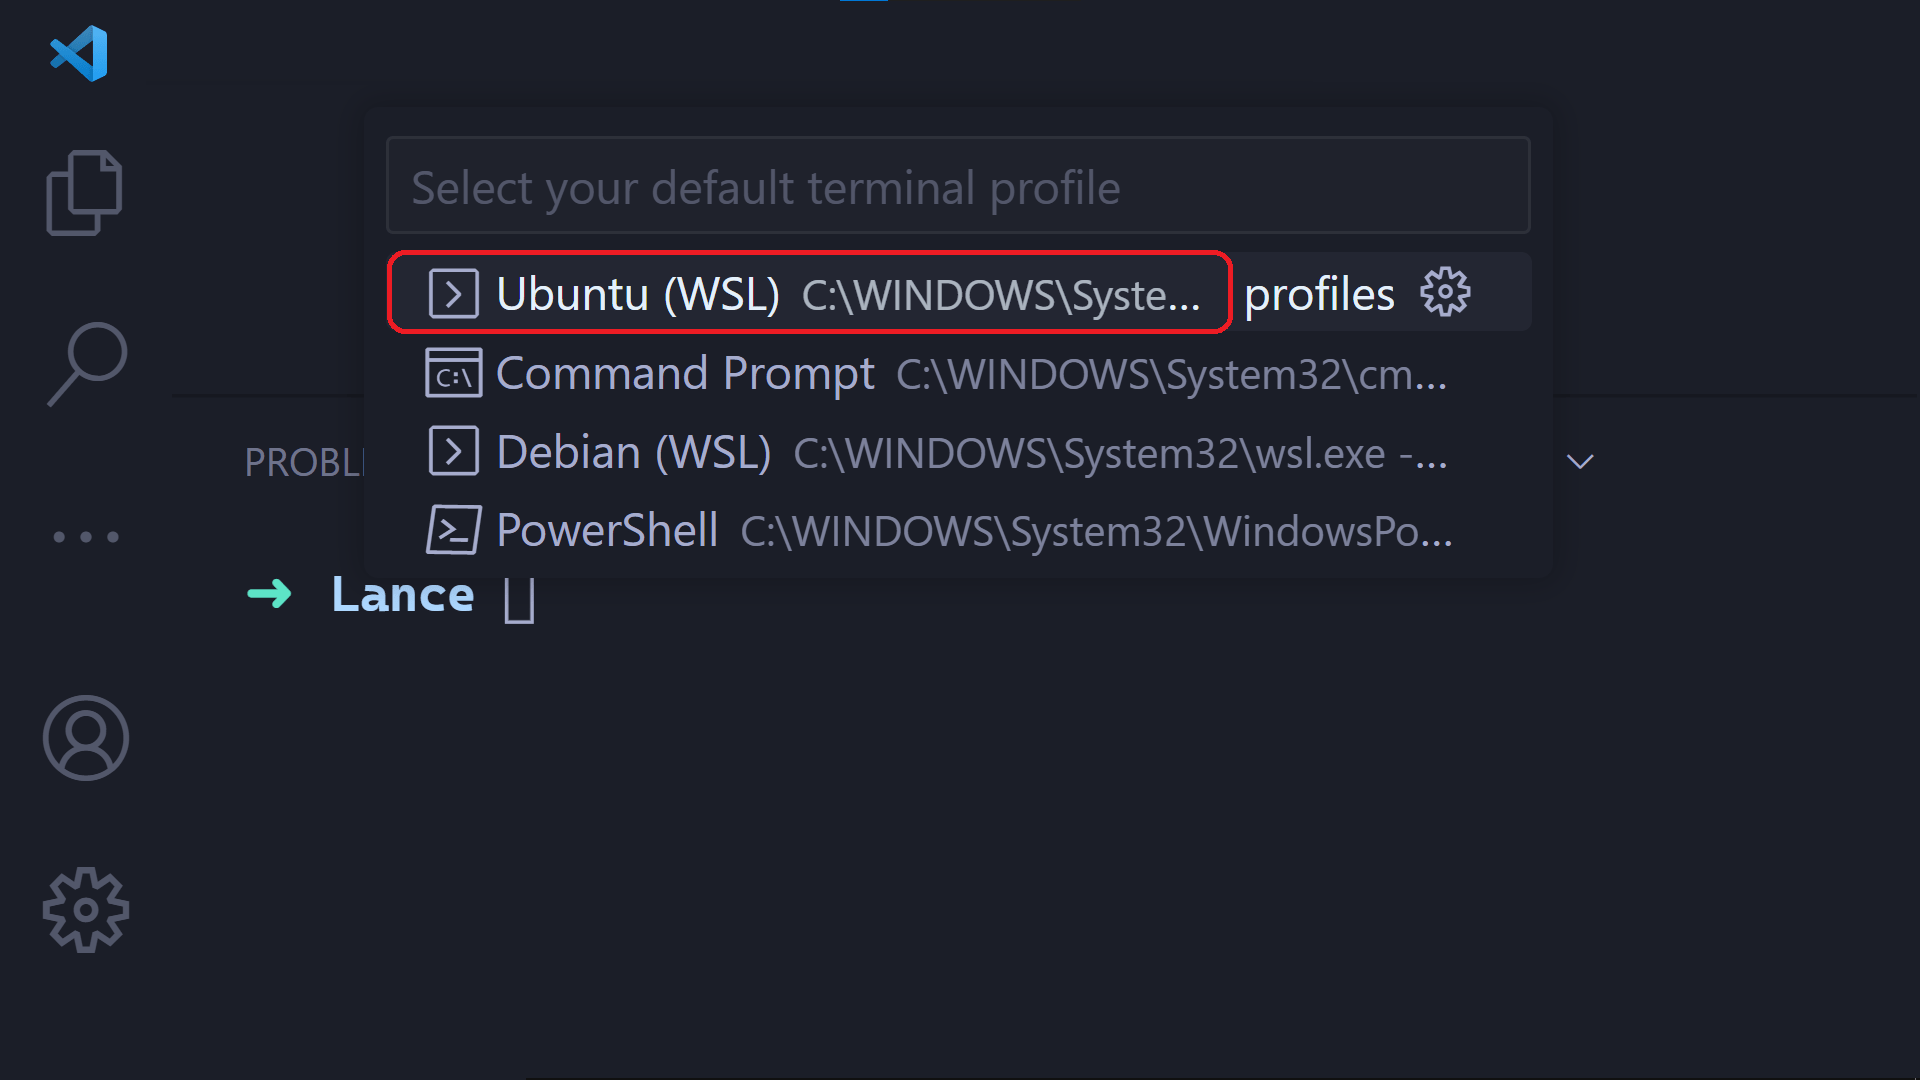 Select your default terminal profile
Ubuntu (WSL) C:\WINDOWS\Syste... profiles
C:\ Command Prompt C:\WINDOWS\System32\cm...
Debian (WSL) C:\WINDOWS\System32\wsl.exe -...
PROBL
PowerShell C:\WINDOWS\System32\WindowsPo...
Lance